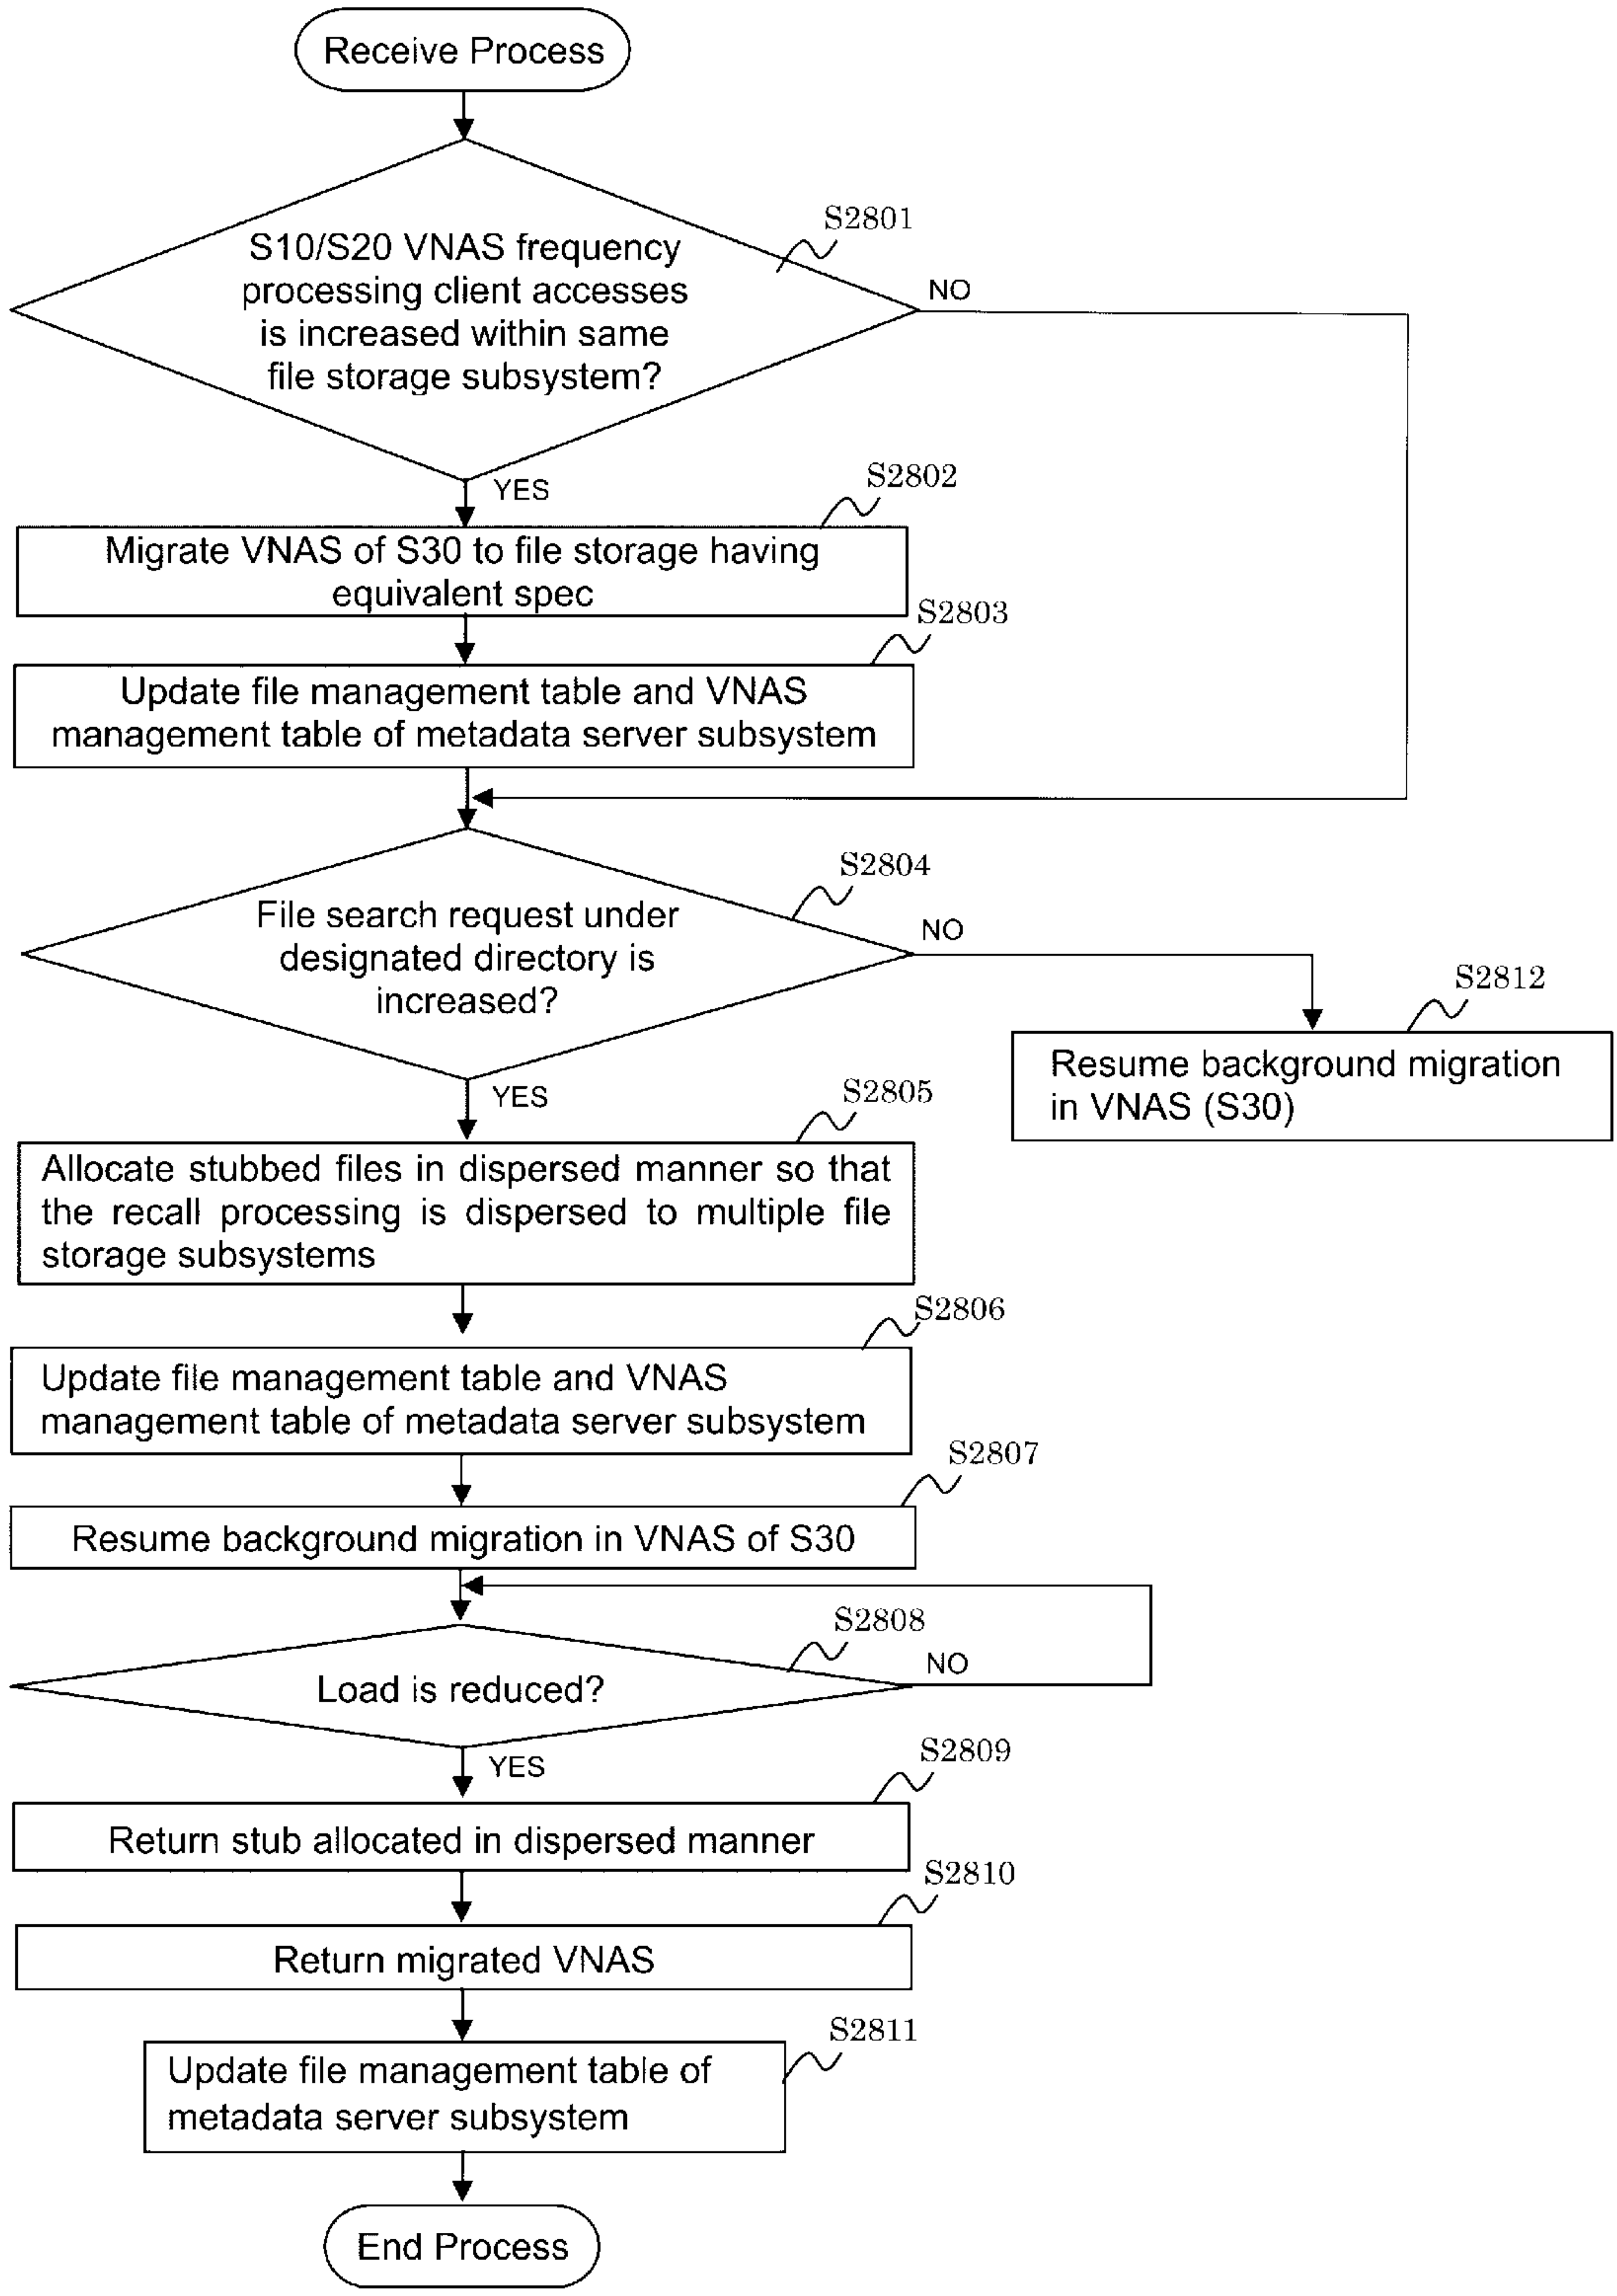 Receive Process
S2801
S10/S20 VNAS frequency
processing client accesses
is increased within same
file storage subsystem?
NO
YES
S2802
Migrate VNAS of S30 to file storage having
equivalent spec
S2803
Update file management table and VNAS
management table of metadata server subsystem
S2804
File search request under
designated directory is
increased?
NO
S2812
Resume background migration
in VNAS (S30)
YES
S2805
Allocate stubbed files in dispersed manner so that
the recall processing is dispersed to multiple file
storage subsystems
S2806
Update file management table and VNAS
management table of metadata server subsystem
S2807
Resume background migration in VNAS of S30
S2808
Load is reduced?
NO
YES
S2809
Return stub allocated in dispersed manner
S2810
Return migrated VNAS
S2811
Update file management table of
metadata server subsystem
End Process